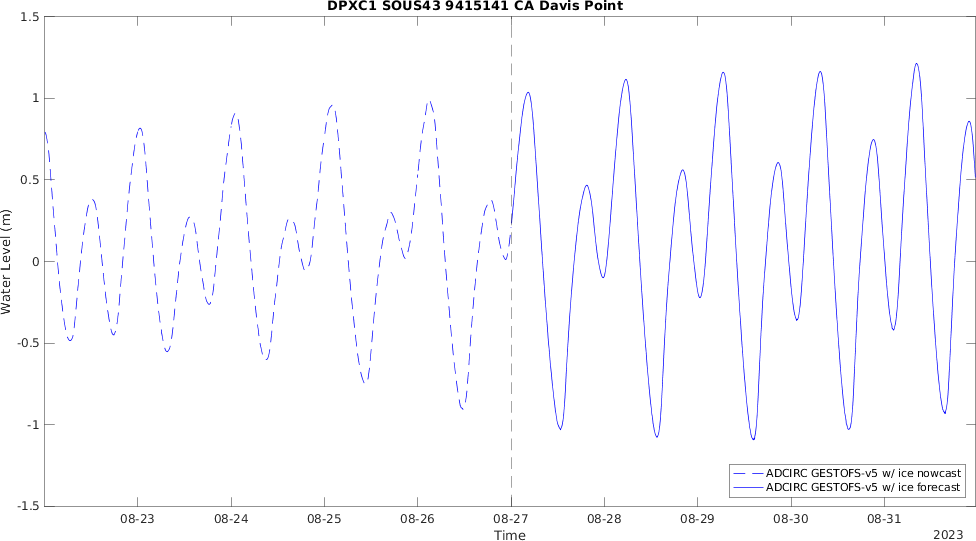 DPXC1 SOUS43 9415141 CA Davis Point
1.5
1
0.5
0
-0.5
-1
-1.5
Water Level (m)
08-23 08-24 08-25 08-26 08-27 08-28 08-29 08-30 08-31
Time
2023
ADCIRC GESTOFS-v5 w/ ice nowcast
ADCIRC GESTOFS-v5 w/ ice forecast